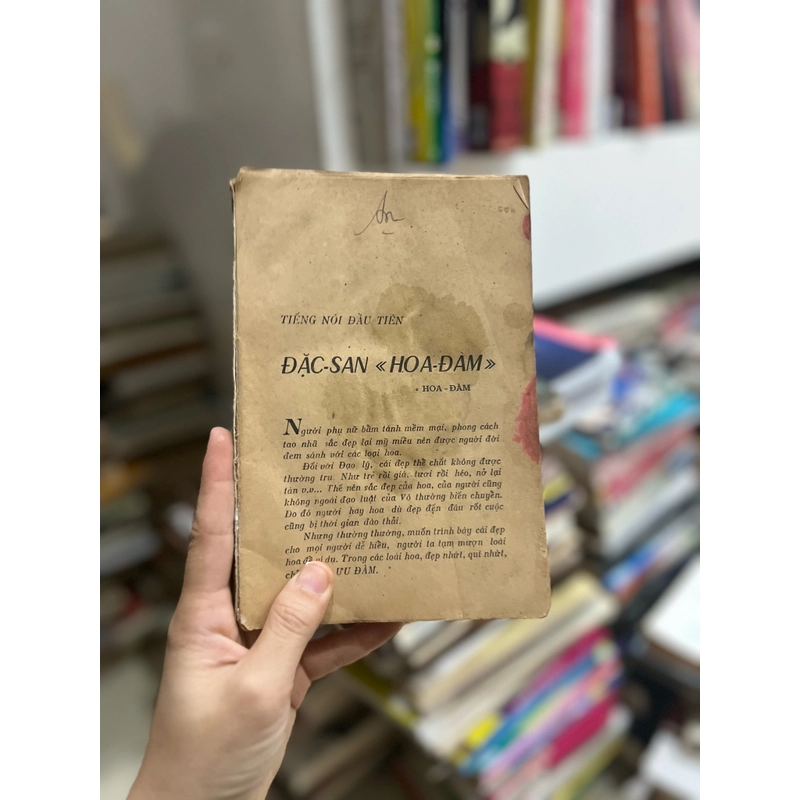 TIẾNG NÓI ĐẦU TIÊN
ĐẶC-SAN «HOA-ĐÀM»
* HOA-ĐÀM
Người phụ nữ bẩm tánh mềm mại, phong cách
tao nhã sắc đẹp lại mỹ miều nên được người đời
đem sánh với các loại hoa.
Đối với Đạo lý, cái đẹp thể chất không được
thường trụ. Như trẻ rồi già, tươi rồi héo, nở lại
tàn v.v... Thế nên sắc đẹp của hoa, của người cũng
không ngoài đạo luật của Vô thường biến chuyển.
Do đó người hay hoa dù đẹp đến đâu rốt cuộc
cũng bị thời gian đào thải.
Nhưng thường thường, muốn trình bày cái đẹp
cho mọi người dễ hiểu, người ta tạm mượn loài
hoa để ví dụ. Trong các loài hoa, đẹp nhứt, quí nhứt,
ƯU ĐÀM.